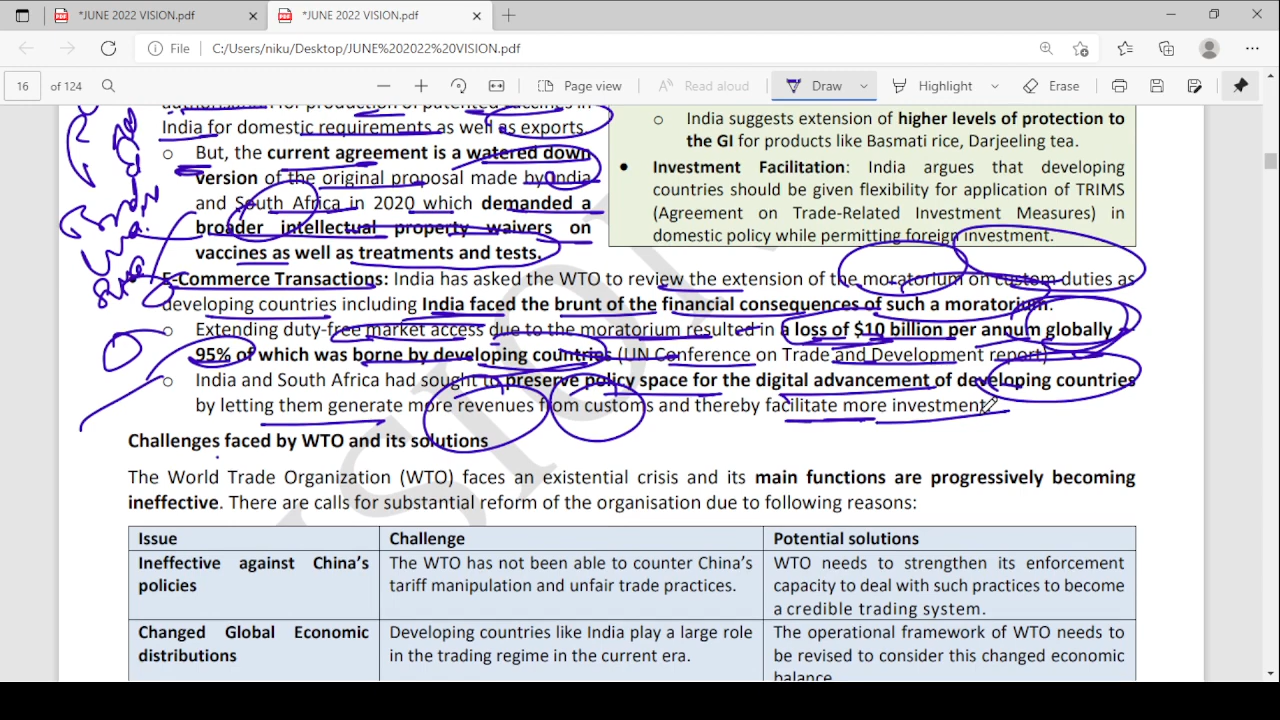 *JUNE 2022 VISION.pdf
*JUNE 2022 VISION.pdf
File C:/Users/niku/Desktop/JUNE%202022%20VISION.pdf
16 of 124
Page view
Read aloud
Draw
Highlight
Erase
for production of patented vaccines in
India for domestic requirements as well as exports.
o But, the current agreement is a watered down
version of the original proposal made by India
and South Africa in 2020 which demanded a
broader intellectual property waivers on
vaccines as well as treatments and tests.
o India suggests extension of higher levels of protection to
the GI for products like Basmati rice, Darjeeling tea.
• Investment Facilitation: India argues that developing
countries should be given flexibility for application of TRIMS
(Agreement on Trade-Related Investment Measures) in
domestic policy while permitting foreign investment.
• E-Commerce Transactions: India has asked the WTO to review the extension of the moratorium on custom duties as
developing countries including India faced the brunt of the financial consequences of such a moratorium.
o Extending duty-free market access due to the moratorium resulted in a loss of $10 billion per annum globally –
95% of which was borne by developing countries (UN Conference on Trade and Development report)
o India and South Africa had sought to preserve policy space for the digital advancement of developing countries
by letting them generate more revenues from customs and thereby facilitate more investment.
Challenges faced by WTO and its solutions
The World Trade Organization (WTO) faces an existential crisis and its main functions are progressively becoming
ineffective. There are calls for substantial reform of the organisation due to following reasons:
Issue Challenge Potential solutions
Ineffective against China's The WTO has not been able to counter China's WTO needs to strengthen its enforcement
policies tariff manipulation and unfair trade practices. capacity to deal with such practices to become
a credible trading system.
Changed Global Economic Developing countries like India play a large role The operational framework of WTO needs to
distributions in the trading regime in the current era. be revised to consider this changed economic
balance.